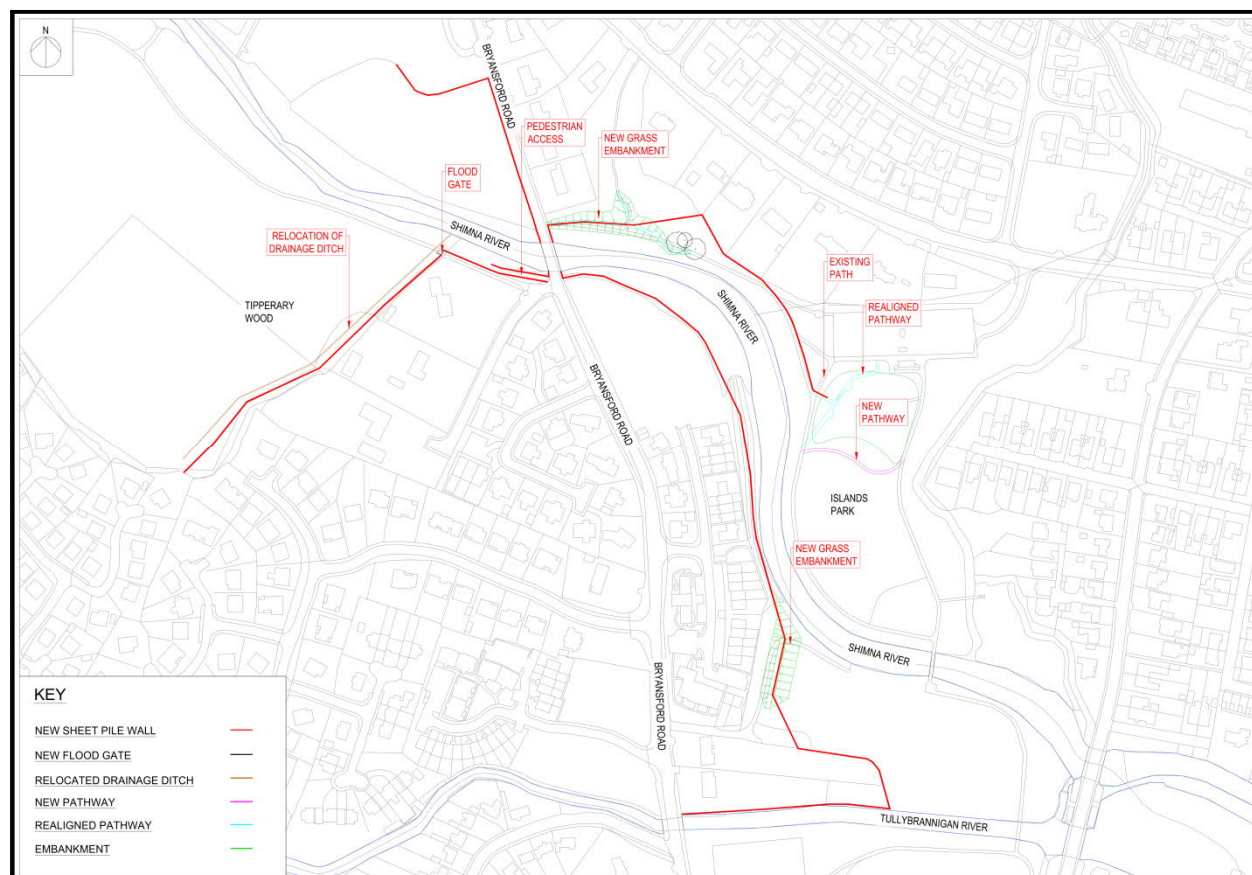 N
BRYANSFORD ROAD
PEDESTRIAN
ACCESS
NEW GRASS
EMBANKMENT
FLOOD
GATE
SHIMNA RIVER
RELOCATION OF
DRAINAGE DITCH
TIPPERARY
WOOD
EXISTING
PATH
SHIMNA RIVER
REALIGNED
PATHWAY
BRYANSFORD ROAD
NEW
PATHWAY
ISLANDS
PARK
NEW GRASS
EMBANKMENT
SHIMNA RIVER
BRYANSFORD ROAD
TULLYBRANNIGAN RIVER
KEY
NEW SHEET PILE WALL
NEW FLOOD GATE
RELOCATED DRAINAGE DITCH
NEW PATHWAY
REALIGNED PATHWAY
EMBANKMENT